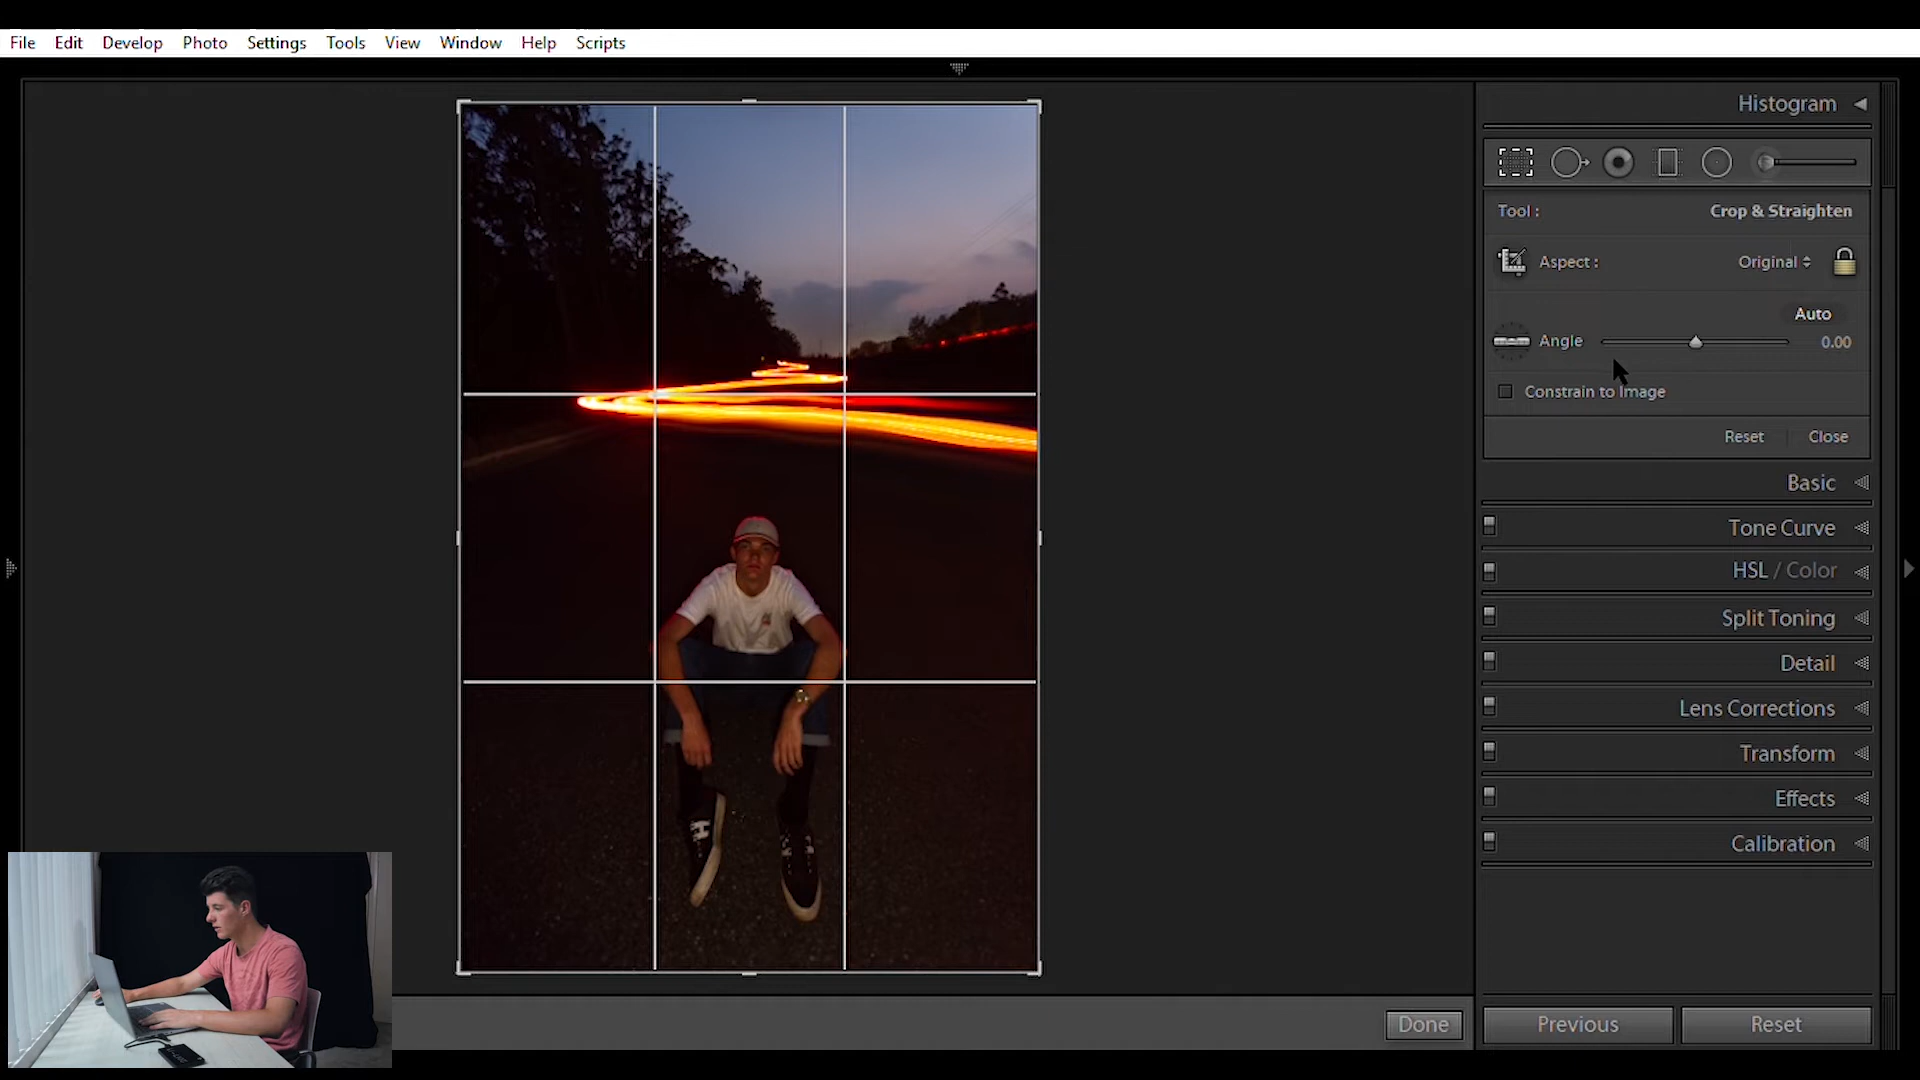 File Edit Develop Photo Settings Tools View Window Help Scripts
Histogram
Tool : Crop & Straighten
Aspect : Original
Auto
Angle 0.00
Constrain to Image
Reset Close
Basic
Tone Curve
HSL / Color
Split Toning
Detail
Lens Corrections
Transform
Effects
Calibration
Done Previous Reset